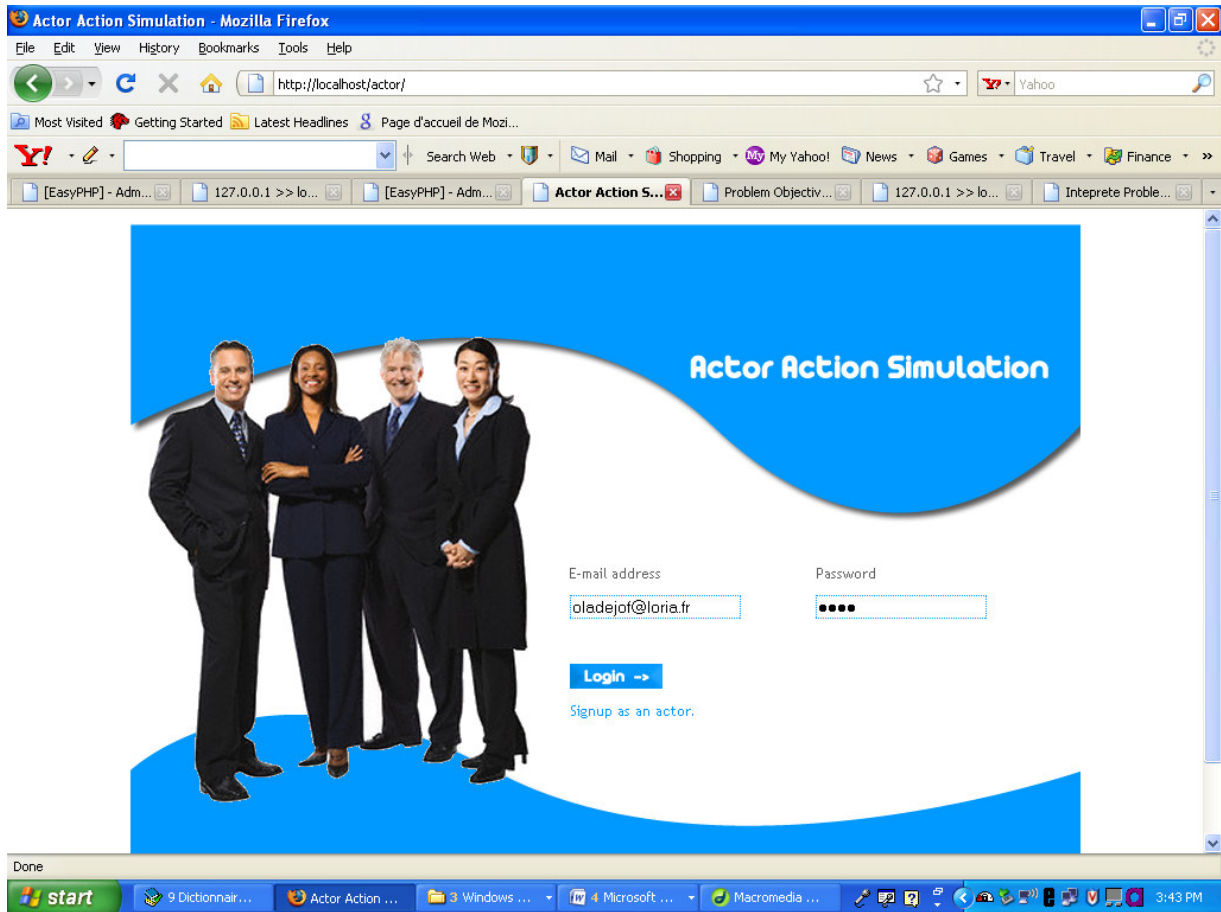 Actor Action Simulation - Mozilla Firefox
File Edit View History Bookmarks Tools Help
http://localhost/actor/
Yahoo
Most Visited Getting Started Latest Headlines Page d'accueil de Mozi...
Y! Search Web Mail Shopping My Yahoo! News Games Travel Finance »
[EasyPHP] - Adm... 127.0.0.1 >> lo... [EasyPHP] - Adm... Actor Action S... Problem Objectiv... 127.0.0.1 >> lo... Inteprete Proble...
Actor Action Simulation
E-mail address Password
oladejof@loria.fr ••••
Login ->
Signup as an actor.
Done
start 9 Dictionnair... Actor Action ... 3 Windows ... 4 Microsoft ... Macromedia ... 3:43 PM